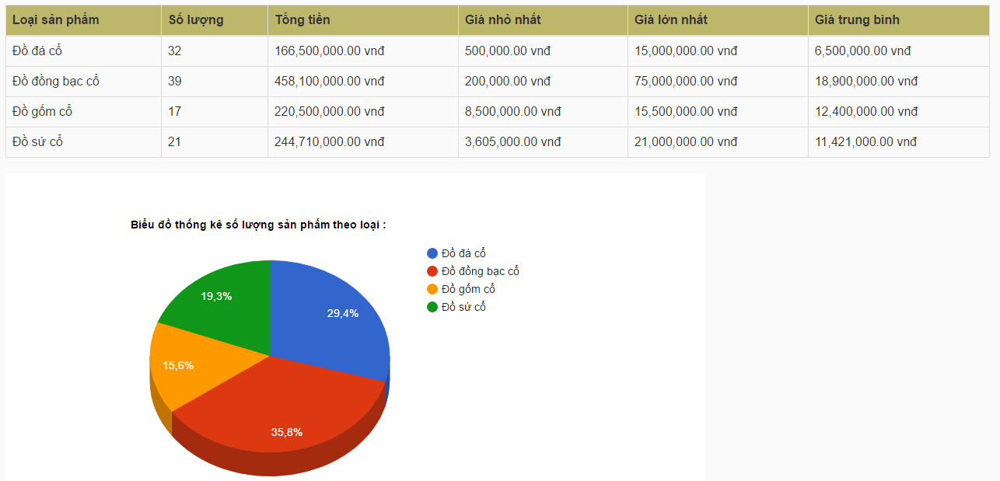 Loại sản phẩm Số lượng Tổng tiền Giá nhỏ nhất Giá lớn nhất Giá trung bình
Đồ đá cổ 32 166,500,000.00 vnđ 500,000.00 vnđ 15,000,000.00 vnđ 6,500,000.00 vnđ
Đồ đồng bạc cổ 39 458,100,000.00 vnđ 200,000.00 vnđ 75,000,000.00 vnđ 18,900,000.00 vnđ
Đồ gốm cổ 17 220,500,000.00 vnđ 8,500,000.00 vnđ 15,500,000.00 vnđ 12,400,000.00 vnđ
Đồ sứ cổ 21 244,710,000.00 vnđ 3,605,000.00 vnđ 21,000,000.00 vnđ 11,421,000.00 vnđ
Biểu đồ thống kê số lượng sản phẩm theo loại :
Đồ đá cổ
Đồ đồng bạc cổ
Đồ gốm cổ
Đồ sứ cổ
19,3%
29,4%
15,6%
35,8%